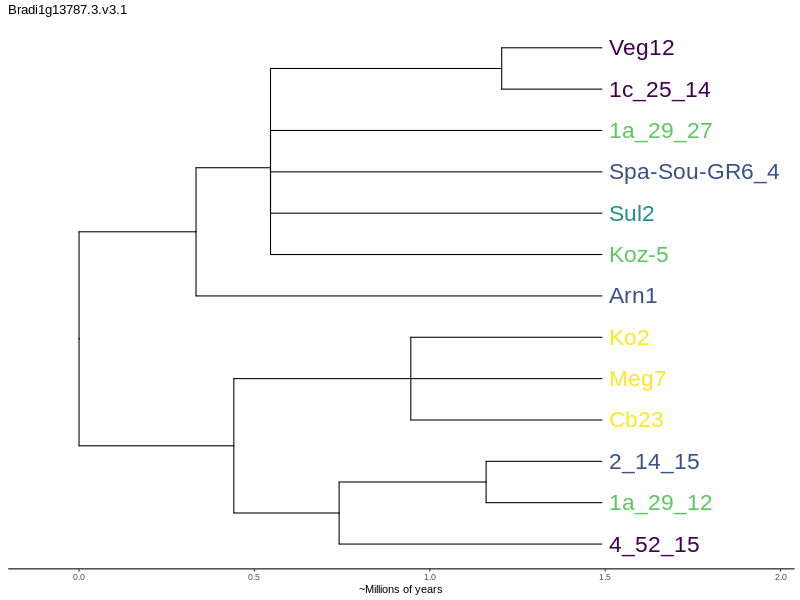 Bradi1g13787.3.v3.1
Veg12
1c_25_14
1a_29_27
Spa-Sou-GR6_4
Sul2
Koz-5
Arn1
Ko2
Meg7
Cb23
2_14_15
1a_29_12
4_52_15
0.0 0.5 1.0 1.5 2.0
~Millions of years